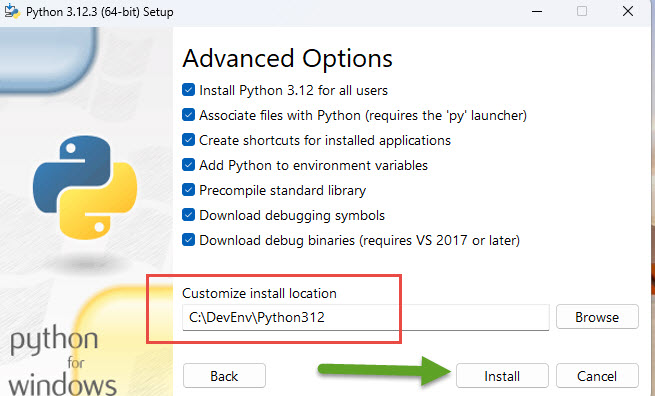 Python 3.12.3 (64-bit) Setup
Advanced Options
Install Python 3.12 for all users
Associate files with Python (requires the 'py' launcher)
Create shortcuts for installed applications
Add Python to environment variables
Precompile standard library
Download debugging symbols
Download debug binaries (requires VS 2017 or later)
Customize install location
C:\DevEnv\Python312
Browse
python
for
windows
Back
Install
Cancel